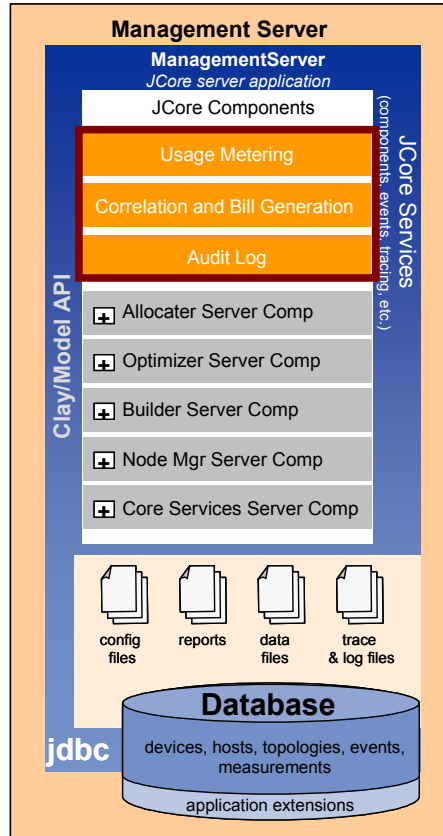 Management Server
ManagementServer
JCore server application
JCore Components
Usage Metering
Correlation and Bill Generation
Audit Log
Allocater Server Comp
Optimizer Server Comp
Builder Server Comp
Node Mgr Server Comp
Core Services Server Comp
Clay/Model API
JCore Services
(components, events, tracing, etc.)
config
files
reports
data
files
trace
& log files
Database
devices, hosts, topologies, events,
measurements
application extensions
jdbc